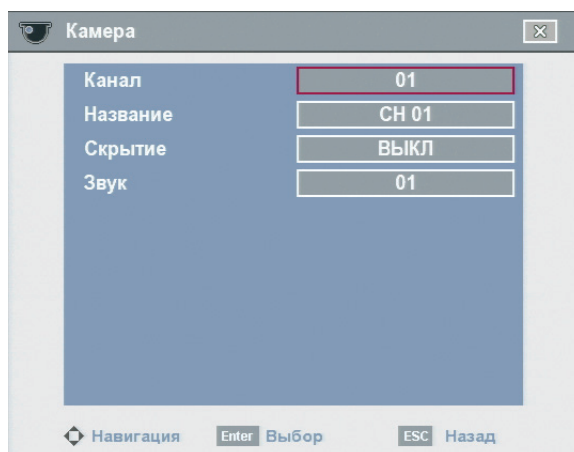 Камера
Канал 01
Название CH 01
Скрытие ВЫКЛ
Звук 01
Навигация Enter Выбор ESC Назад